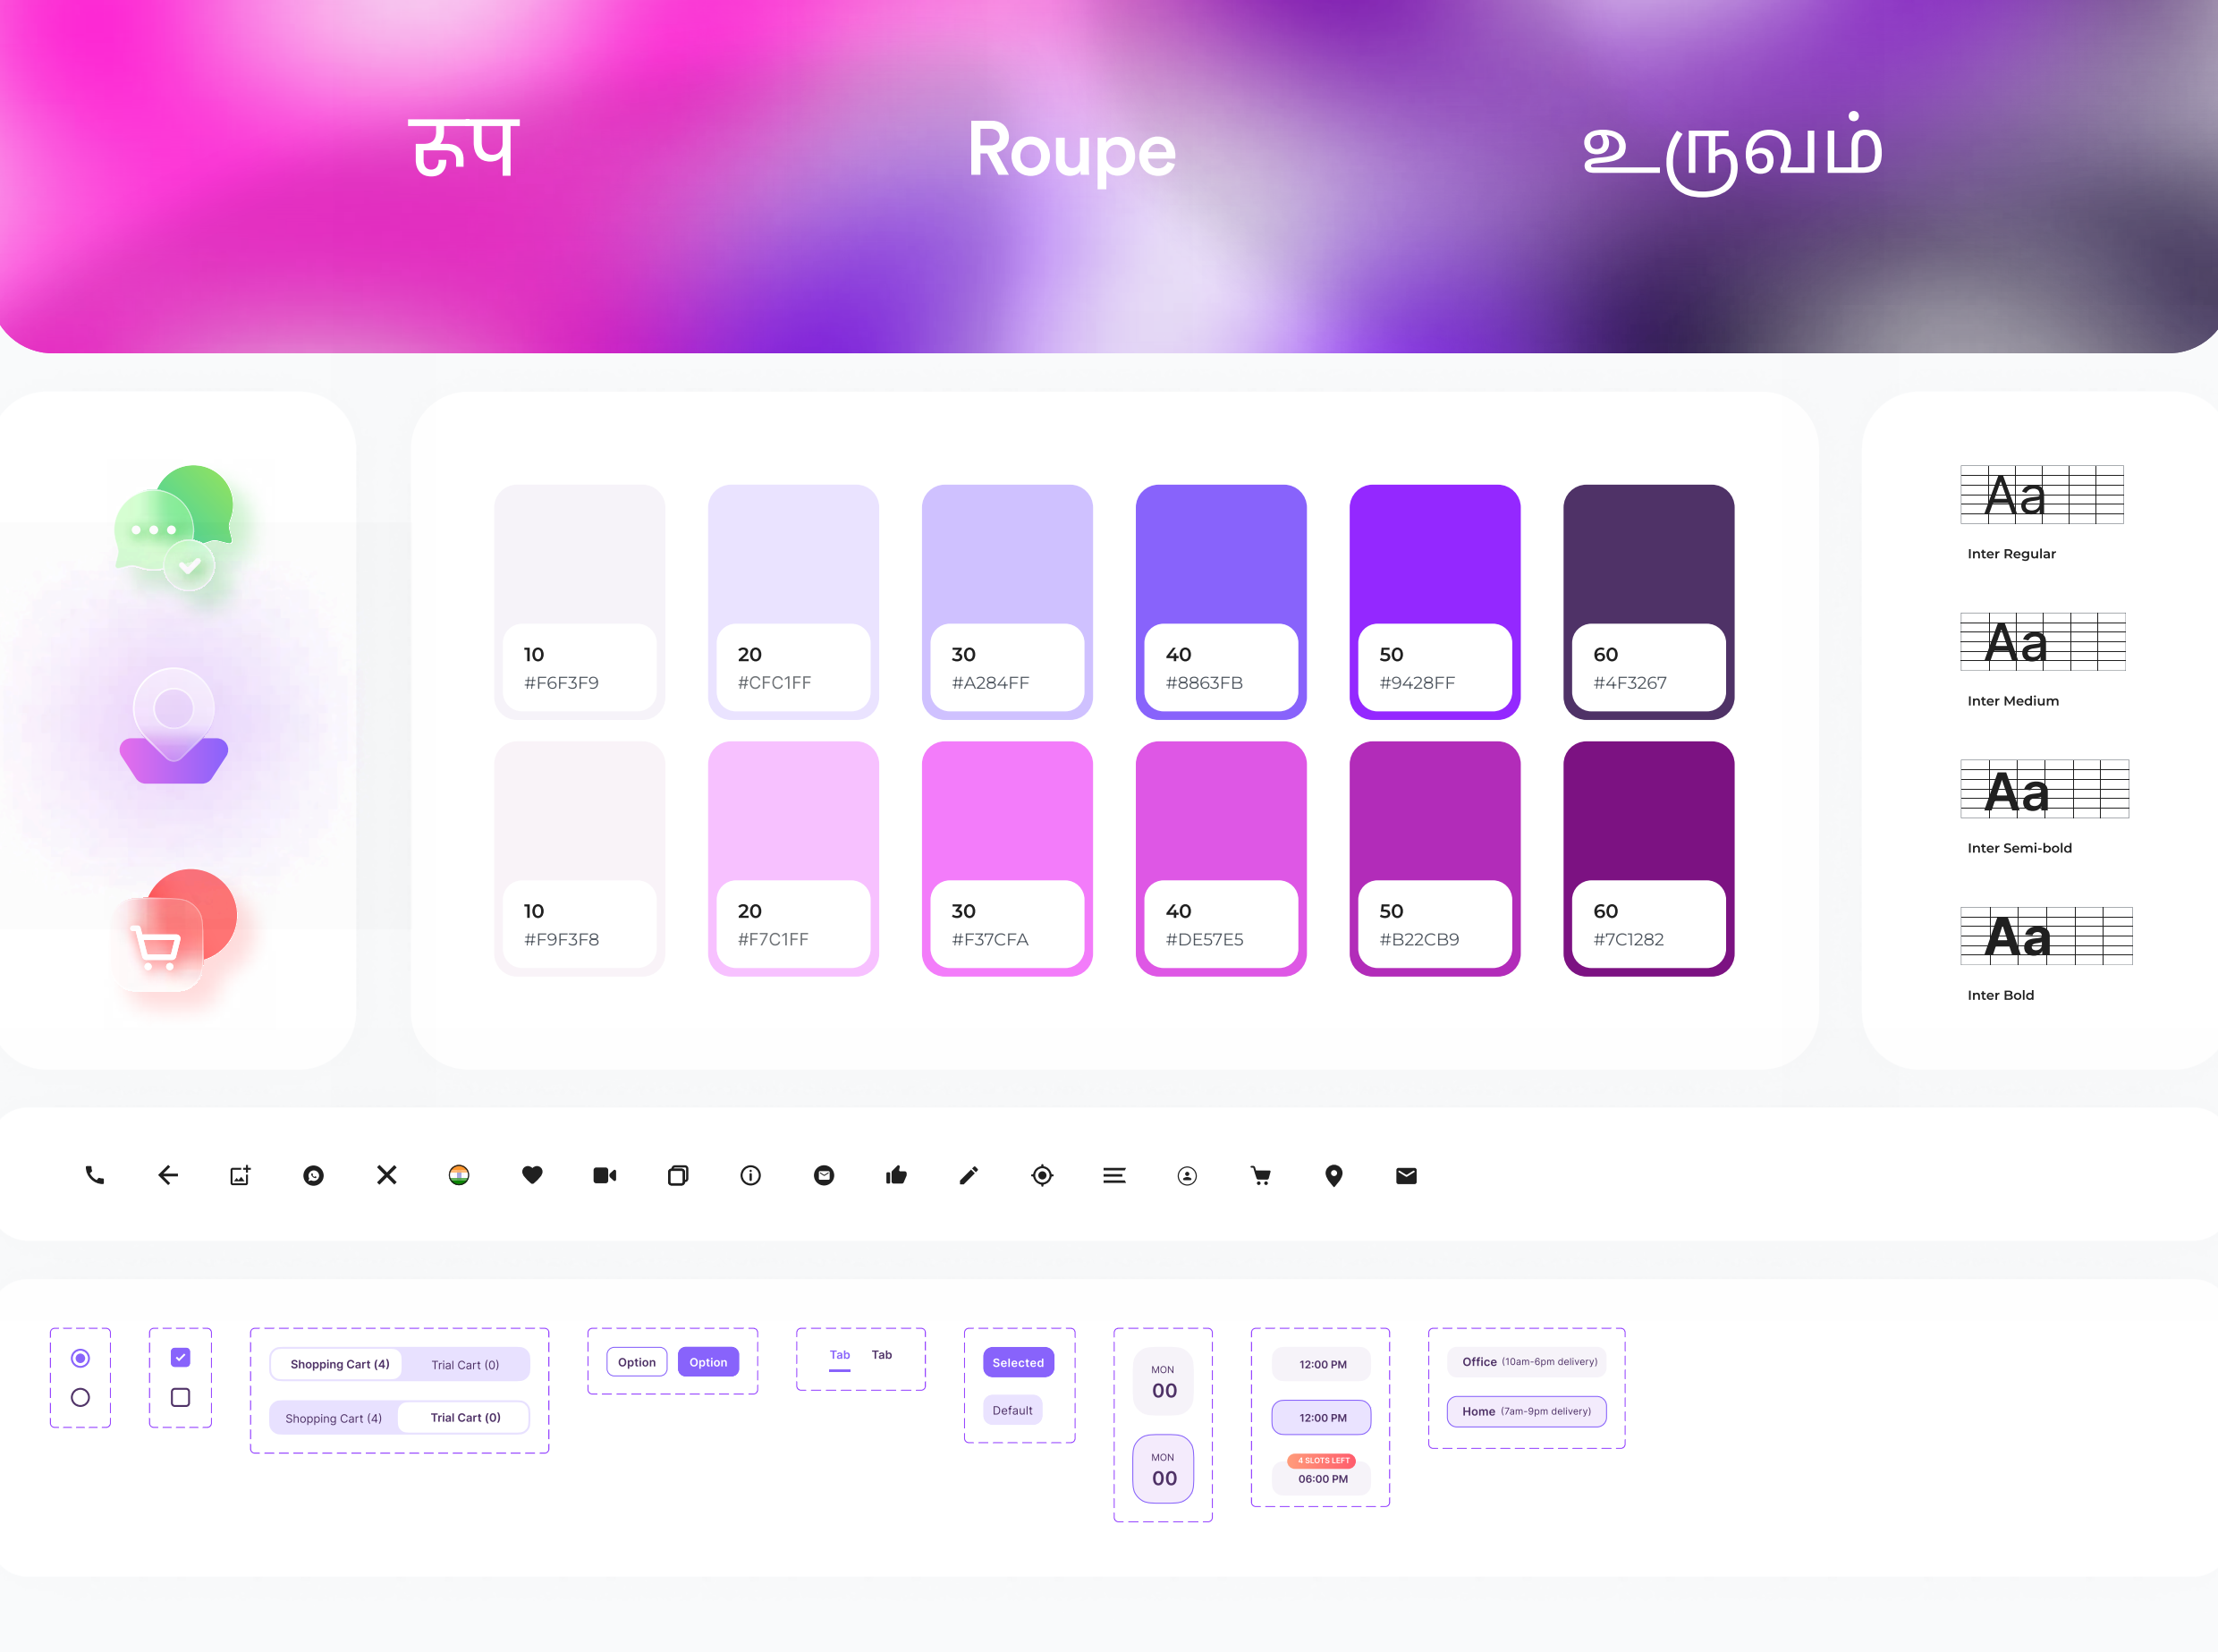 रूप
Roupe
உருவம்
10
#F6F3F9
20
#CFC1FF
30
#A284FF
40
#8863FB
50
#9428FF
60
#4F3267
10
#F9F3F8
20
#F7C1FF
30
#F37CFA
40
#DE57E5
50
#B22CB9
60
#7C1282
Aa
Inter Regular
Aa
Inter Medium
Aa
Inter Semi-bold
Aa
Inter Bold
Shopping Cart (4) Trial Cart (0)
Shopping Cart (4) Trial Cart (0)
Option Option
Tab Tab
Selected
Default
MON
00
MON
00
12:00 PM
12:00 PM
4 SLOTS LEFT
06:00 PM
Office (10am-6pm delivery)
Home (7am-9pm delivery)